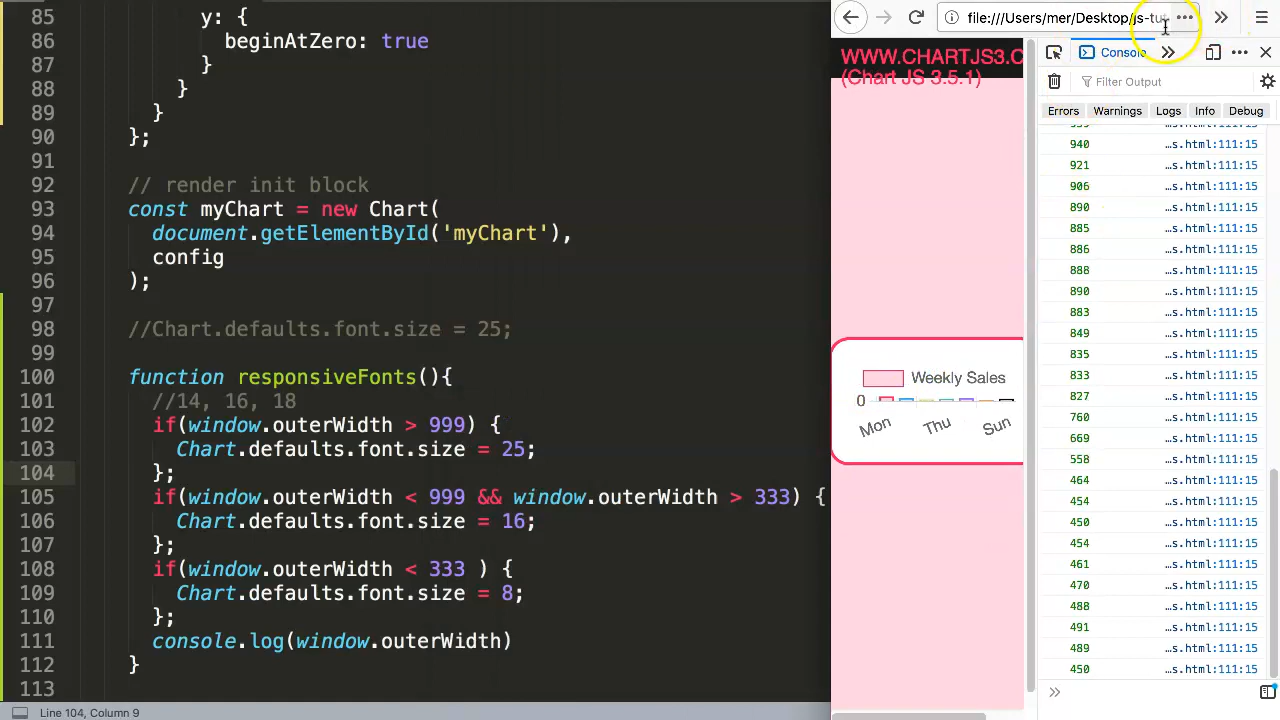 85 y: {
86 beginAtZero: true
87 }
88 }
89 }
90 };
91
92 // render init block
93 const myChart = new Chart(
94 document.getElementById('myChart'),
95 config
96 );
97
98 //Chart.defaults.font.size = 25;
99
100 function responsiveFonts(){
101 //14, 16, 18
102 if(window.outerWidth > 999) {
103 Chart.defaults.font.size = 25;
104 };
105 if(window.outerWidth < 999 && window.outerWidth > 333) {
106 Chart.defaults.font.size = 16;
107 };
108 if(window.outerWidth < 333 ) {
109 Chart.defaults.font.size = 8;
110 };
111 console.log(window.outerWidth)
112 }
113
Line 104, Column 9
file:///Users/mer/Desktop/js-tut
WWW.CHARTJS3.C
(Chart JS 3.5.1)
Weekly Sales
0
Mon Thu Sun
Console
Filter Output
Errors Warnings Logs Info Debug
940 …s.html:111:15
921 …s.html:111:15
906 …s.html:111:15
890 …s.html:111:15
885 …s.html:111:15
886 …s.html:111:15
888 …s.html:111:15
890 …s.html:111:15
883 …s.html:111:15
849 …s.html:111:15
835 …s.html:111:15
833 …s.html:111:15
827 …s.html:111:15
760 …s.html:111:15
669 …s.html:111:15
558 …s.html:111:15
464 …s.html:111:15
454 …s.html:111:15
450 …s.html:111:15
454 …s.html:111:15
461 …s.html:111:15
470 …s.html:111:15
488 …s.html:111:15
491 …s.html:111:15
489 …s.html:111:15
450 …s.html:111:15